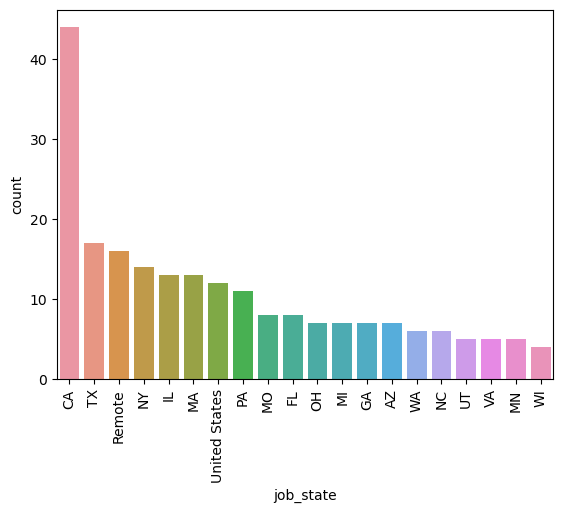 40
30
20
10
0
count
CA
TX
Remote
NY
IL
MA
United States
PA
MO
FL
OH
MI
GA
AZ
WA
NC
UT
VA
MN
WI
job_state